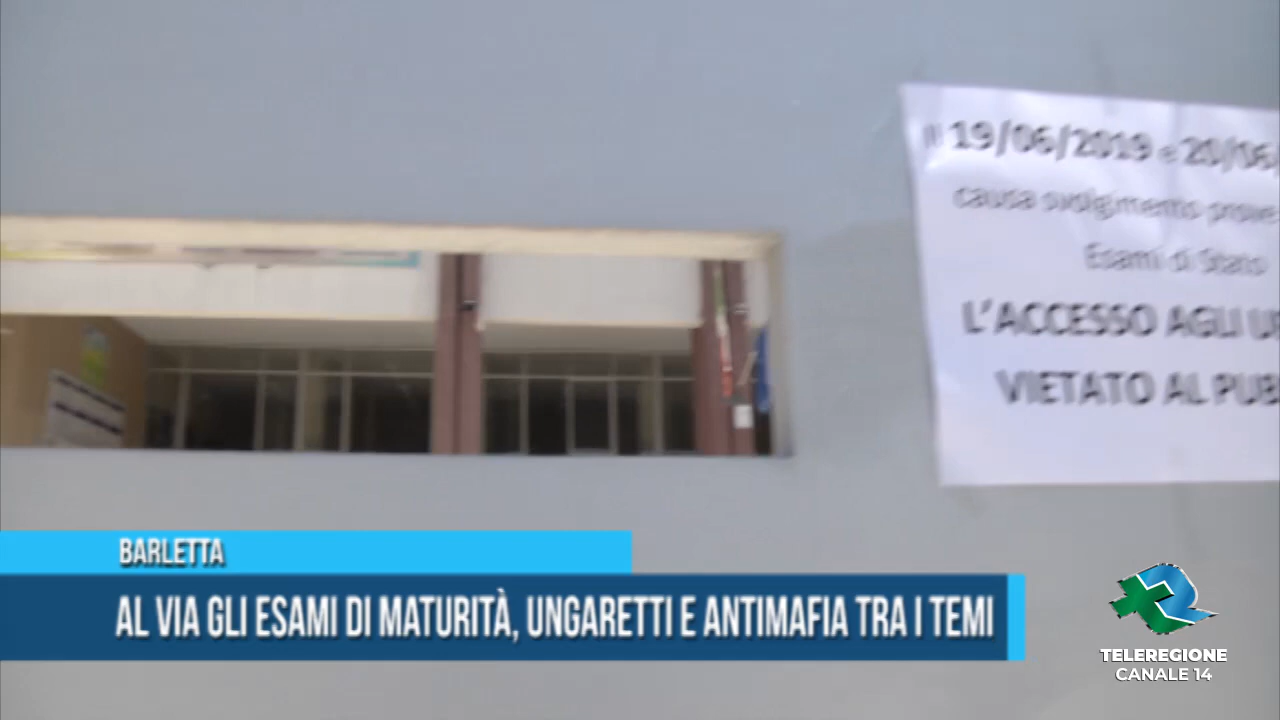 19/06/2019 e 20/06
causa svolgimento prove
Esami di Stato
L'ACCESSO AGLI
VIETATO AL
BARLETTA
AL VIA GLI ESAMI DI MATURITÀ, UNGARETTI E ANTIMAFIA TRA I TEMI
TELEREGIONE
CANALE 14